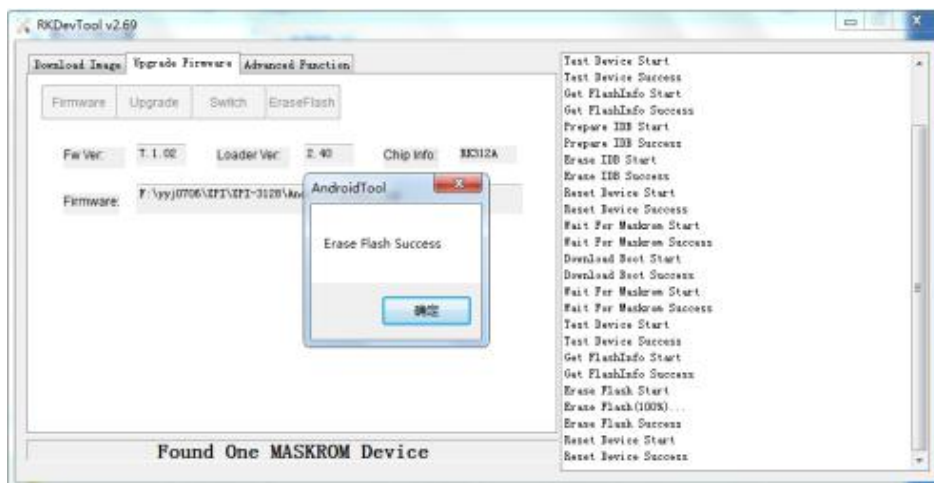 RKDevTool v2.69
Download Image Upgrade Firmware Advanced Function
Firmware Upgrade Switch EraseFlash
Fw Ver: 7.1.02 Loader Ver: 2.40 Chip Info: RK312A
Firmware:
AndroidTool
Erase Flash Success
确定
Found One MASKROM Device
Test Device Start
Test Device Success
Get FlashInfo Start
Get FlashInfo Success
Prepare IDB Start
Prepare IDB Success
Erase IDB Start
Erase IDB Success
Reset Device Start
Reset Device Success
Wait For Maskrom Start
Wait For Maskrom Success
Download Boot Start
Download Boot Success
Wait For Maskrom Start
Wait For Maskrom Success
Test Device Start
Test Device Success
Get FlashInfo Start
Get FlashInfo Success
Erase Flash Start
Erase Flash(100%)...
Erase Flash Success
Reset Device Start
Reset Device Success